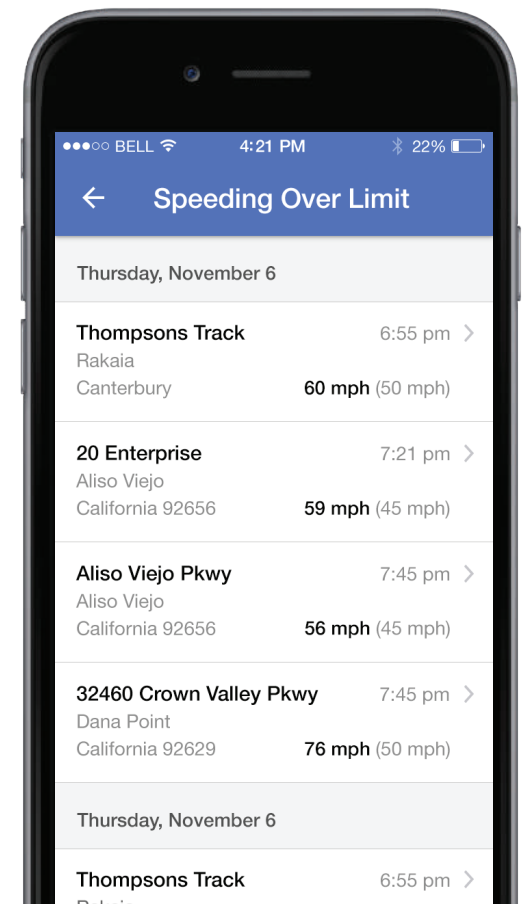 BELL 4:21 PM 22%
Speeding Over Limit
Thursday, November 6
Thompsons Track 6:55 pm
Rakaia
Canterbury 60 mph (50 mph)
20 Enterprise 7:21 pm
Aliso Viejo
California 92656 59 mph (45 mph)
Aliso Viejo Pkwy 7:45 pm
Aliso Viejo
California 92656 56 mph (45 mph)
32460 Crown Valley Pkwy 7:45 pm
Dana Point
California 92629 76 mph (50 mph)
Thursday, November 6
Thompsons Track 6:55 pm